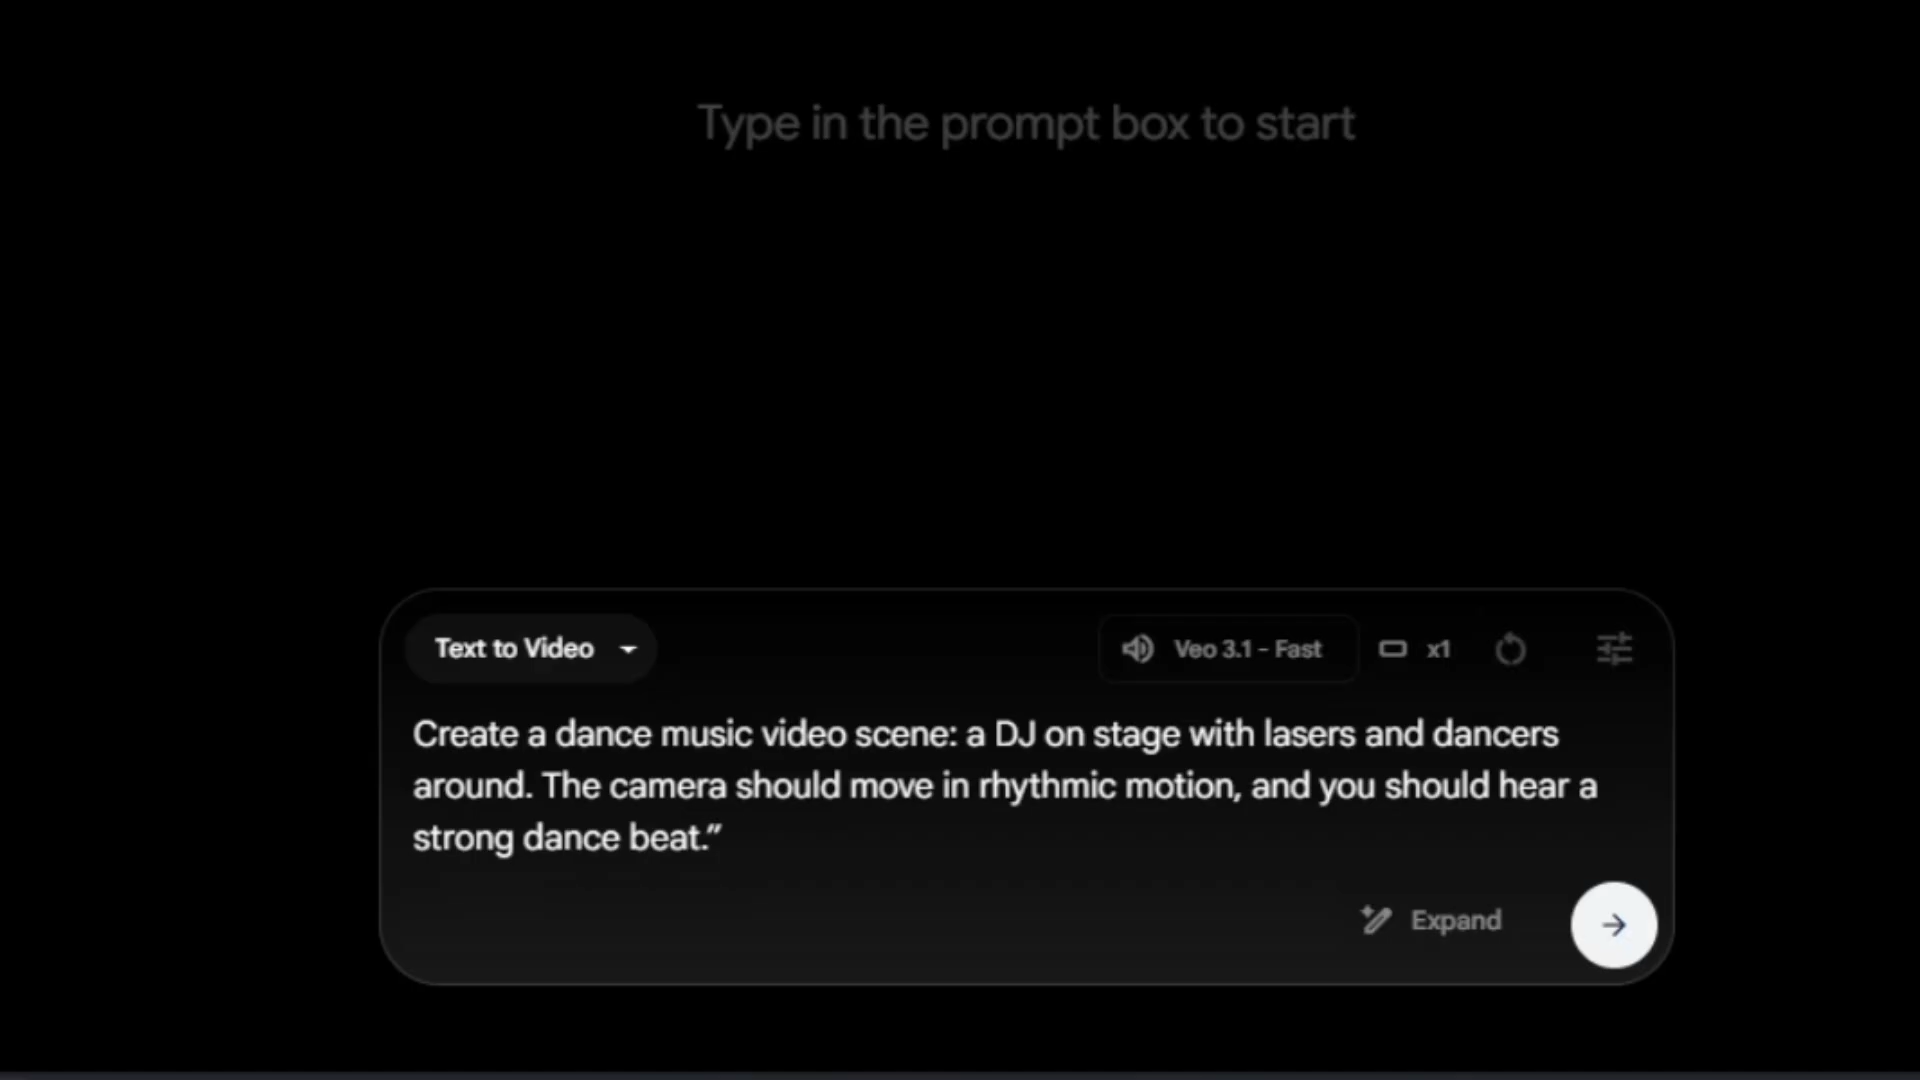 Type in the prompt box to start
Text to Video
Veo 3.1 - Fast
x1
Create a dance music video scene: a DJ on stage with lasers and dancers
around. The camera should move in rhythmic motion, and you should hear a
strong dance beat.”
Expand